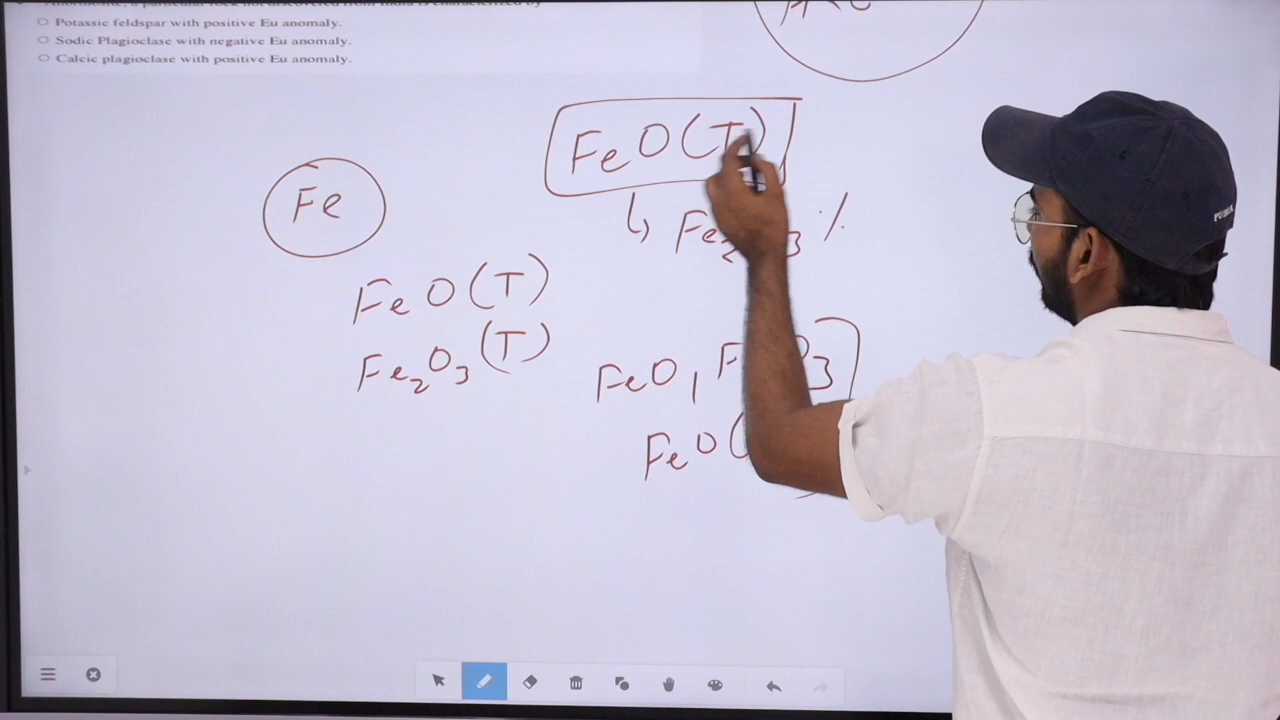 Potassic feldspar with positive Eu anomaly.
Sodic Plagioclase with negative Eu anomaly.
Calcic plagioclase with positive Eu anomaly.
FeO(T)
Fe
%
FeO(T)
Fe₂O₃(T)
FeO,
FeO(
PUMA